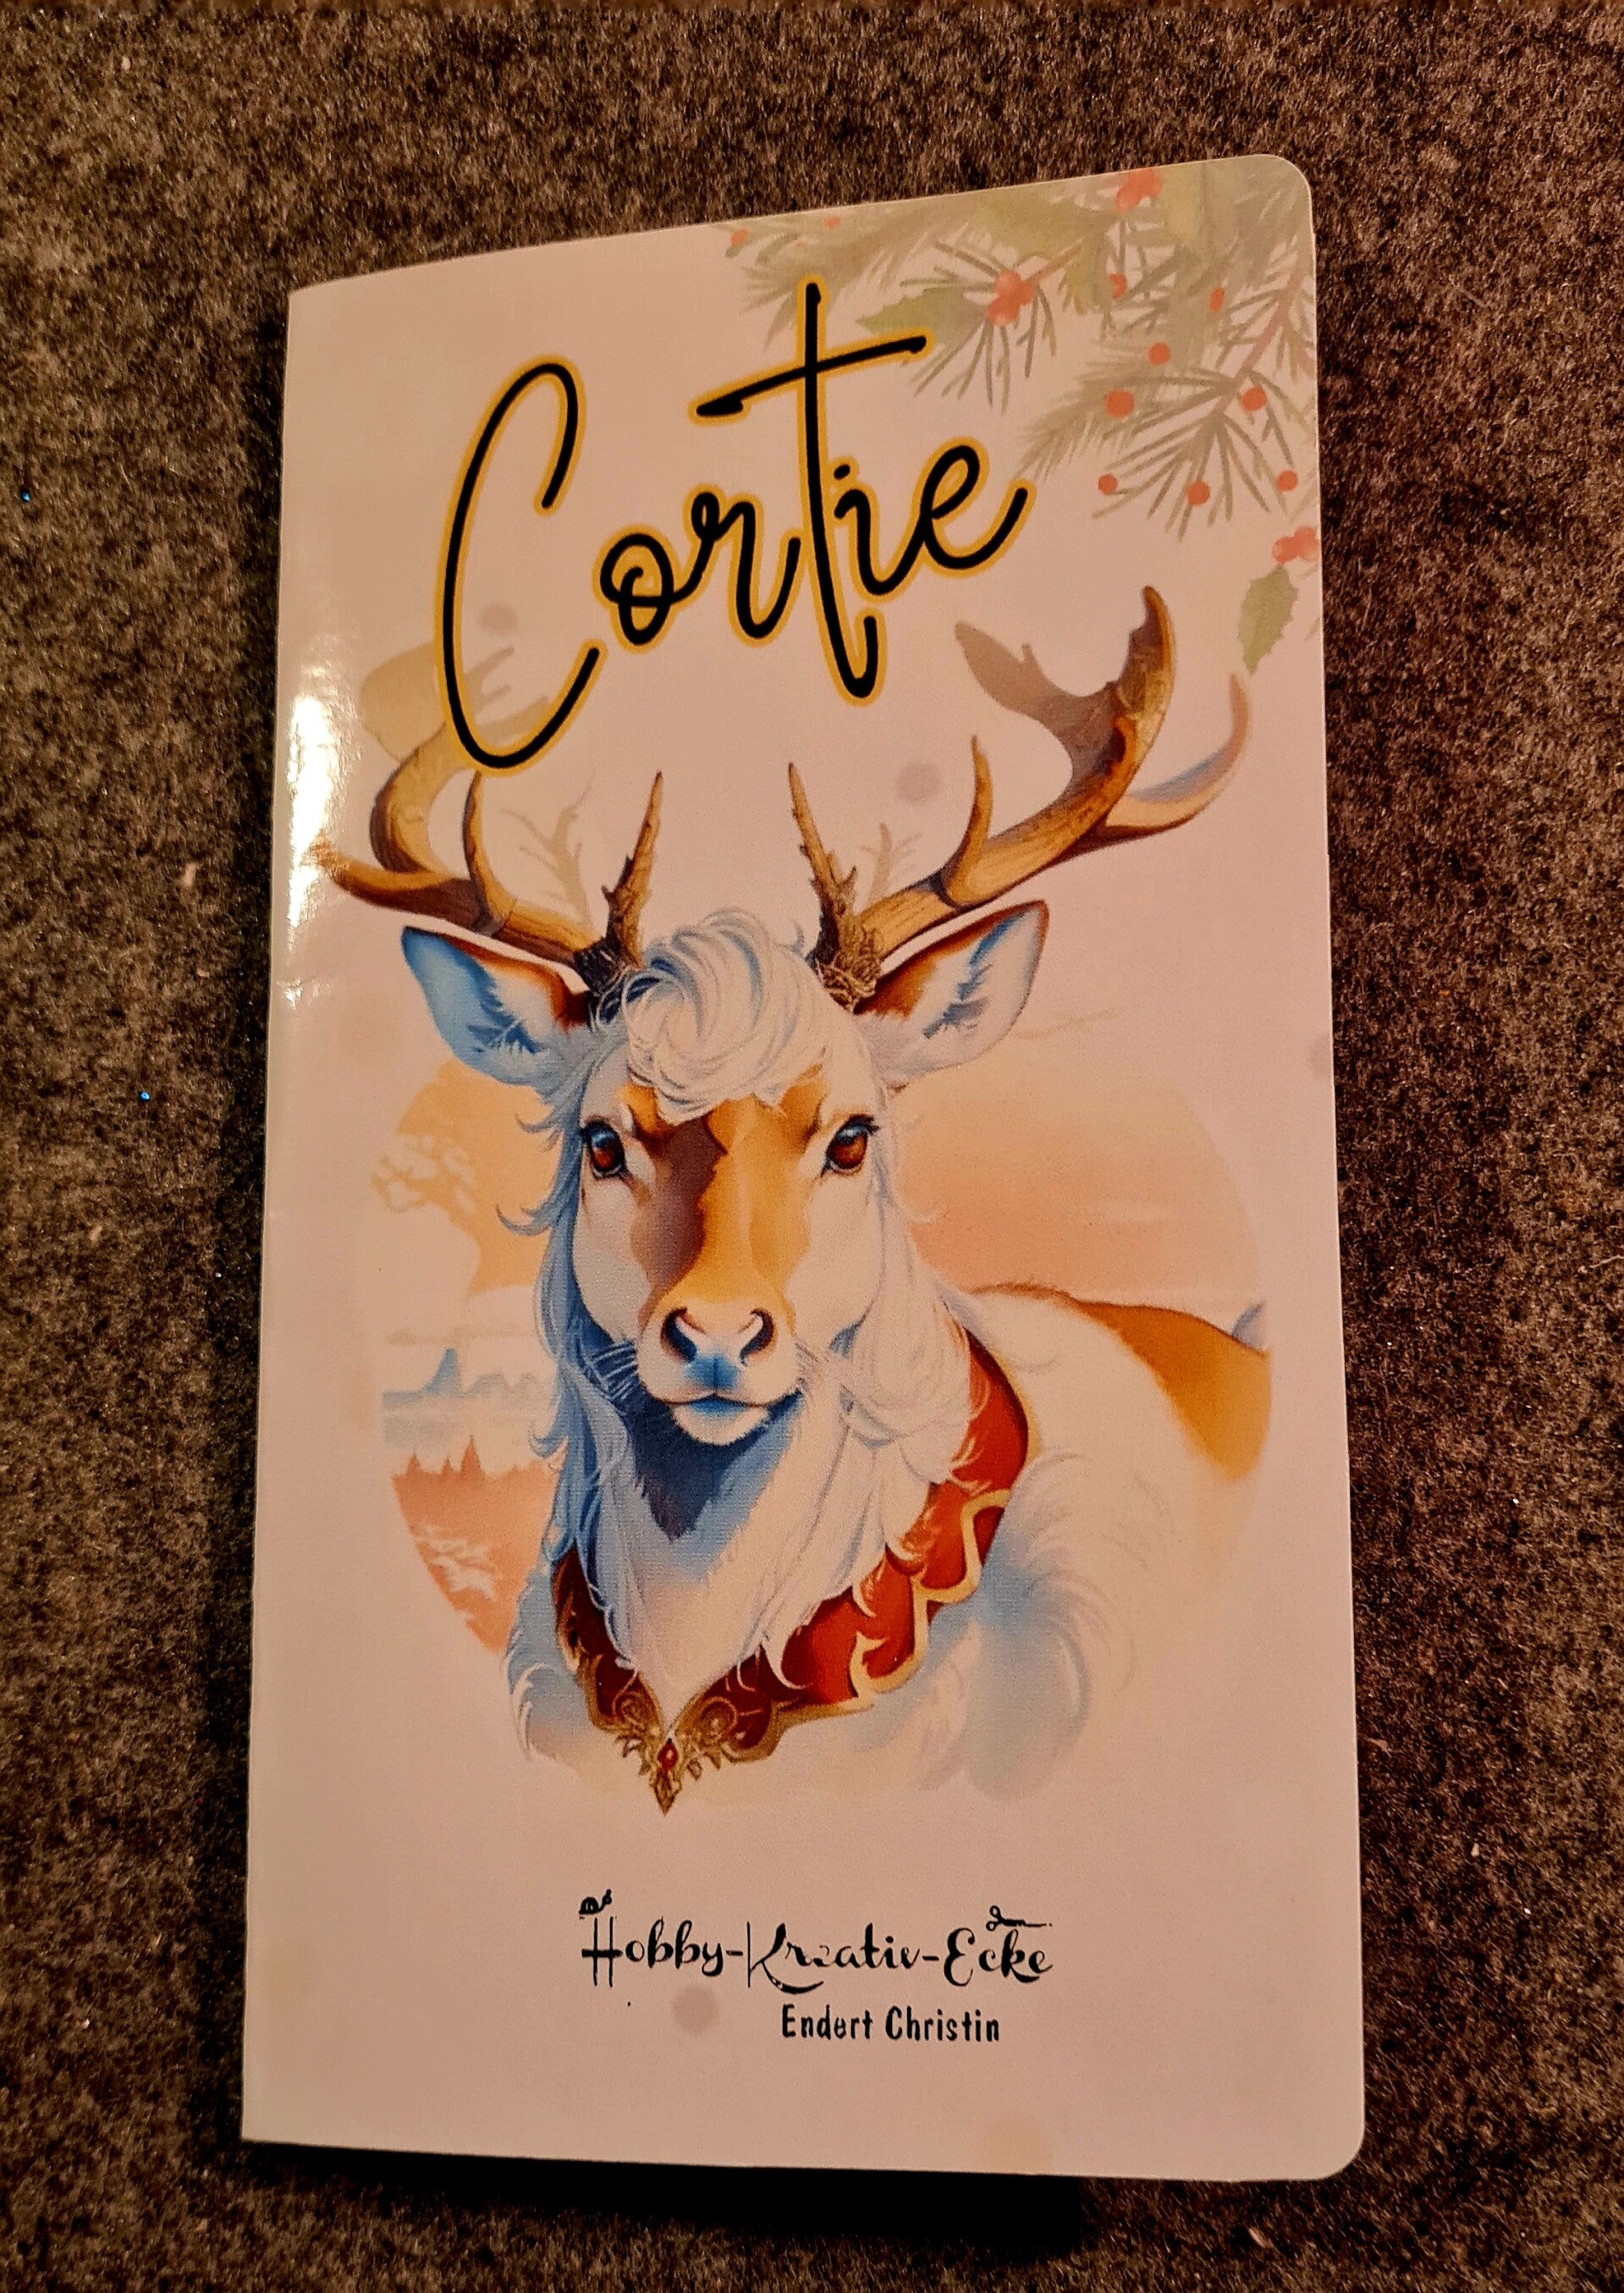 Cortie
Hobby-Kreativ-Ecke
Endert Christin